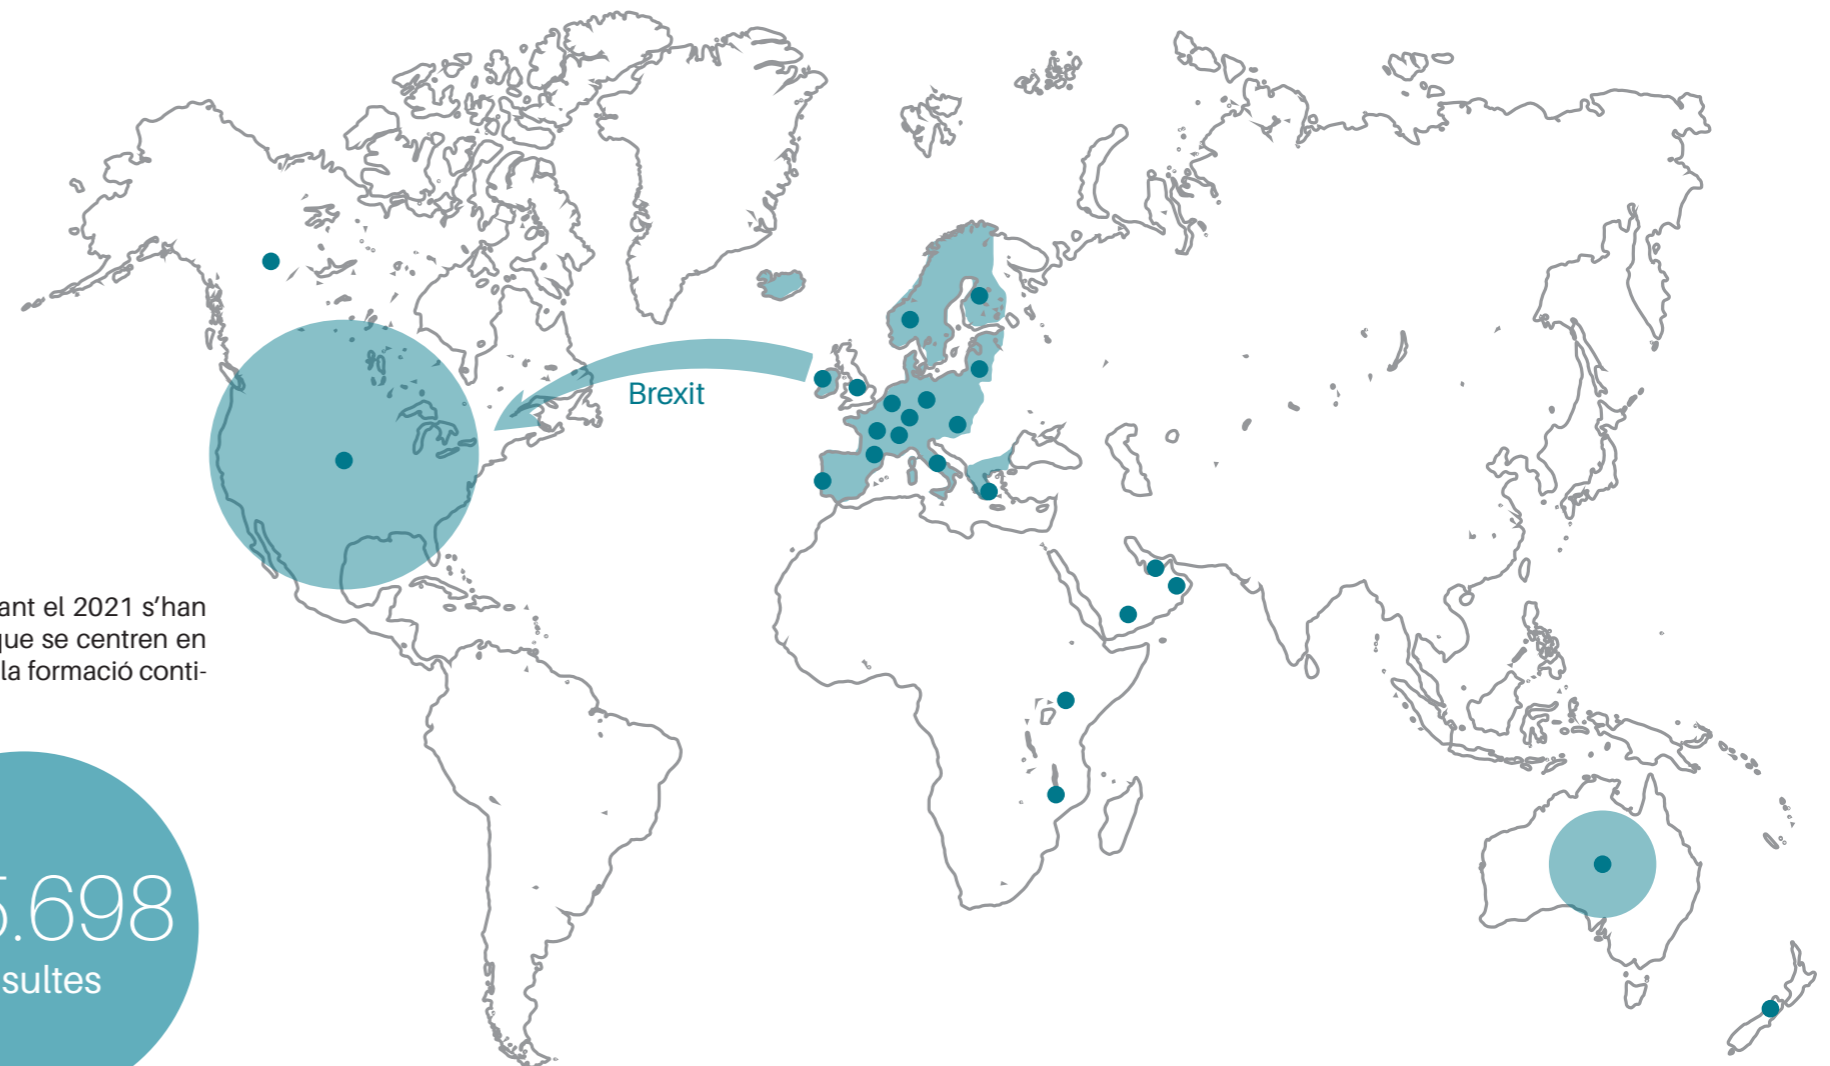 Brexit
ant el 2021 s’han
que se centren en
la formació conti-
5.698
sultes